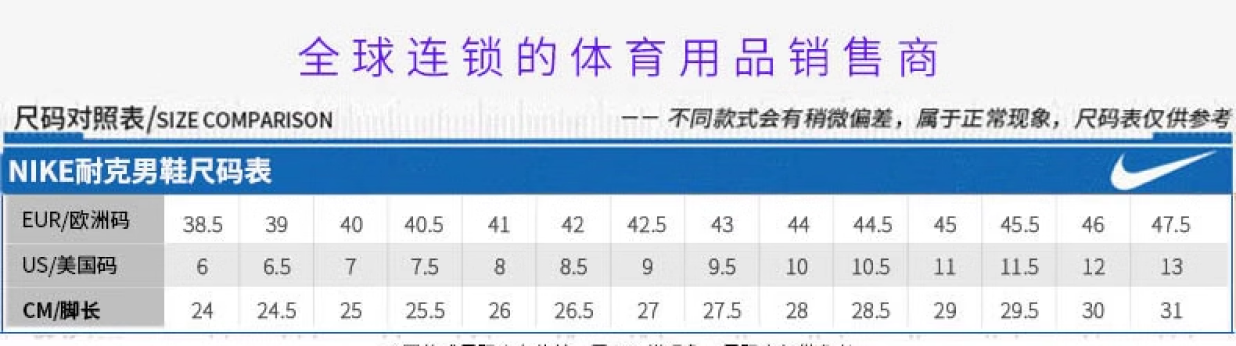 全球连锁的体育用品销售商
尺码对照表/SIZE COMPARISON —— 不同款式会有稍微偏差，属于正常现象，尺码表仅供参考
NIKE耐克男鞋尺码表
EUR/欧洲码 38.5 39 40 40.5 41 42 42.5 43 44 44.5 45 45.5 46 47.5
US/美国码 6 6.5 7 7.5 8 8.5 9 9.5 10 10.5 11 11.5 12 13
CM/脚长 24 24.5 25 25.5 26 26.5 27 27.5 28 28.5 29 29.5 30 31